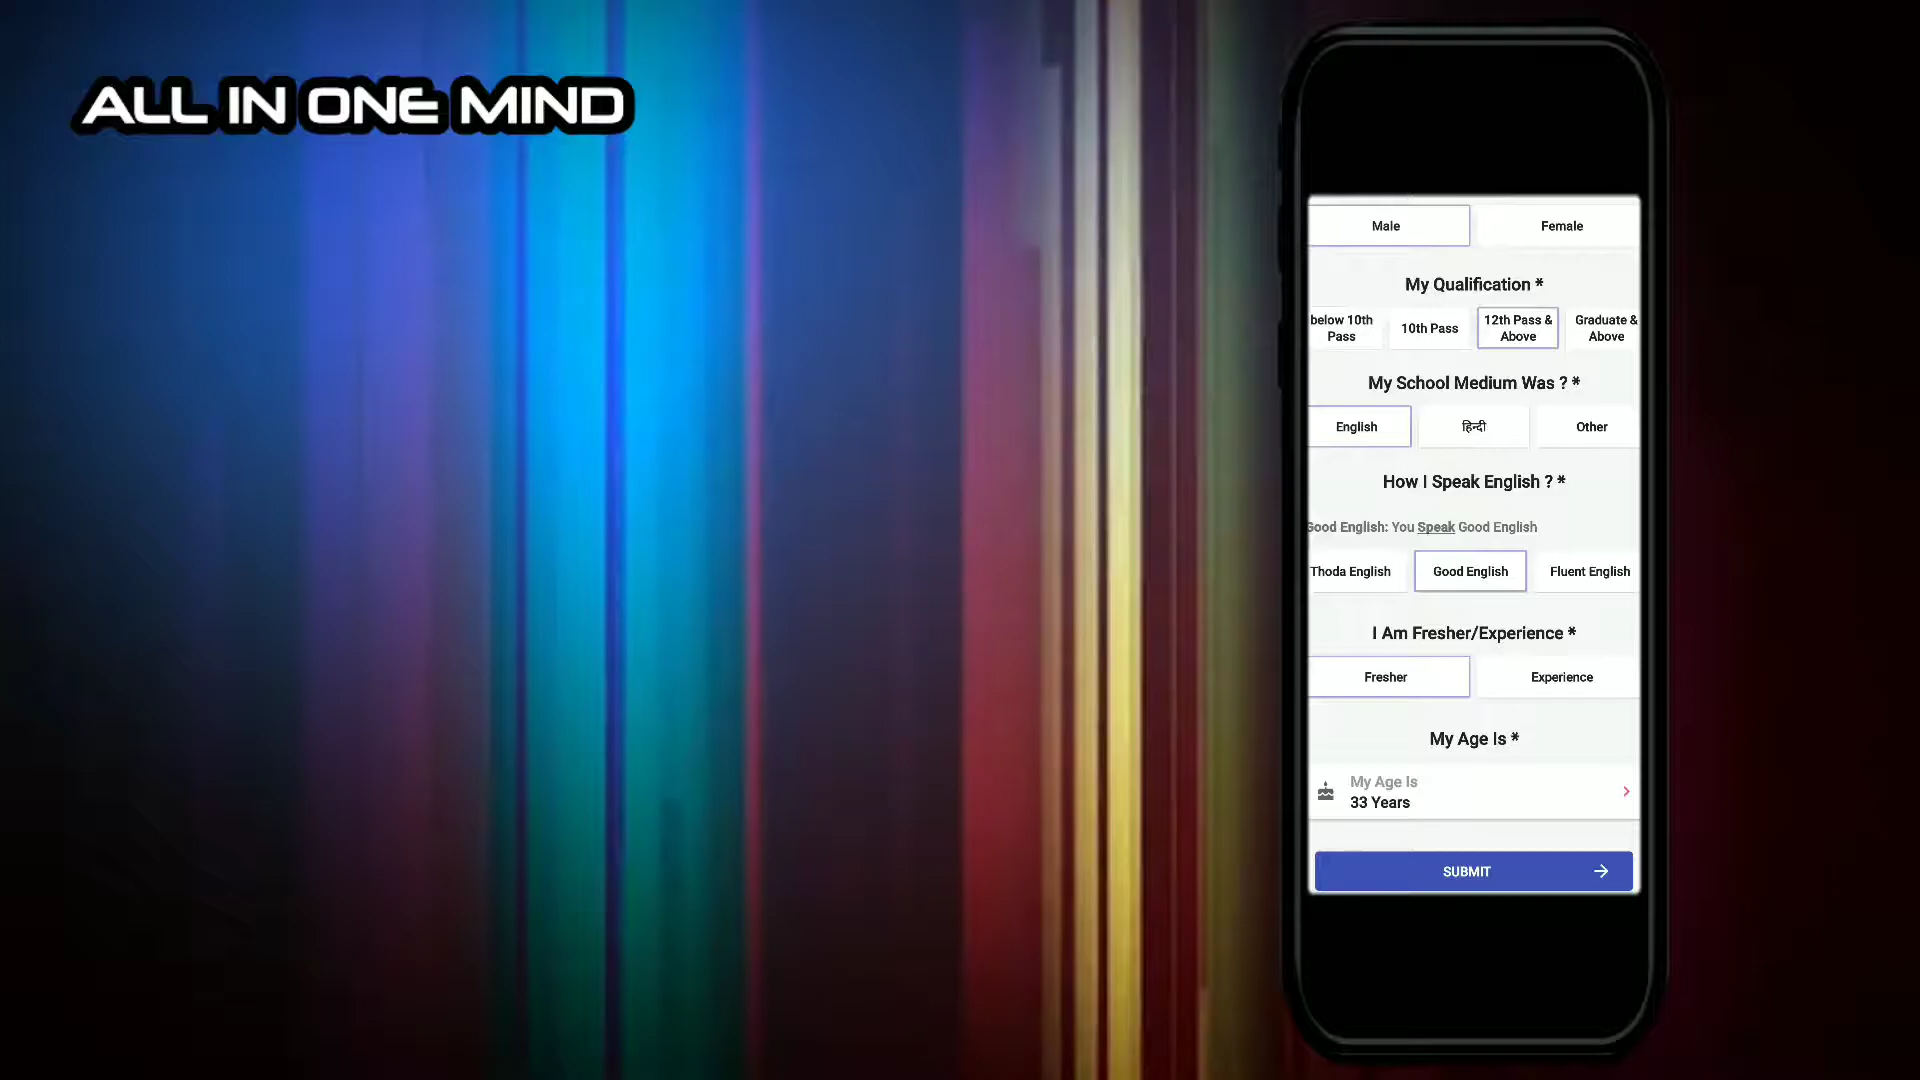 ALL IN ONE MIND
Male
Female
My Qualification *
below 10th Pass
10th Pass
12th Pass & Above
Graduate & Above
My School Medium Was ? *
English
हिन्दी
Other
How I Speak English ? *
Good English: You Speak Good English
Thoda English
Good English
Fluent English
I Am Fresher/Experience *
Fresher
Experience
My Age Is *
My Age Is
33 Years
SUBMIT